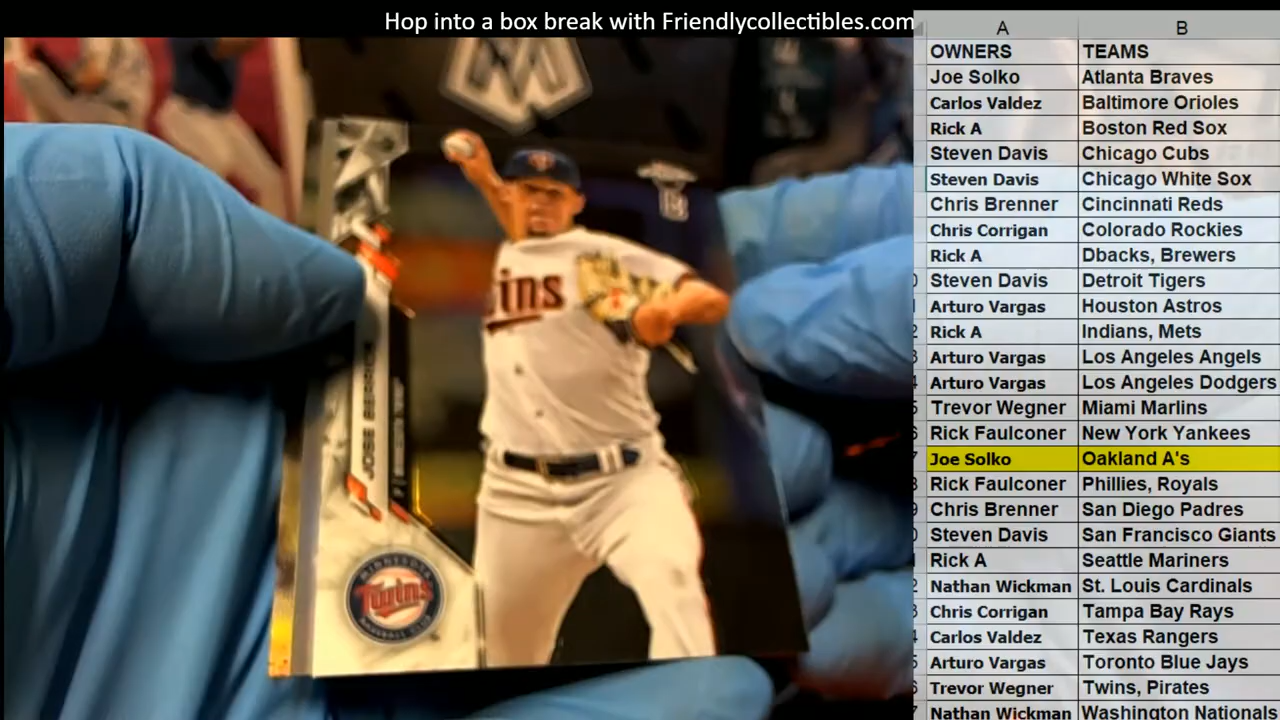 Hop into a box break with Friendlycollectibles.com
A B
OWNERS TEAMS
Joe Solko Atlanta Braves
Carlos Valdez Baltimore Orioles
Rick A Boston Red Sox
Steven Davis Chicago Cubs
Steven Davis Chicago White Sox
Chris Brenner Cincinnati Reds
Chris Corrigan Colorado Rockies
Rick A Dbacks, Brewers
Steven Davis Detroit Tigers
Arturo Vargas Houston Astros
Rick A Indians, Mets
Arturo Vargas Los Angeles Angels
Arturo Vargas Los Angeles Dodgers
Trevor Wegner Miami Marlins
Rick Faulconer New York Yankees
Joe Solko Oakland A's
Rick Faulconer Phillies, Royals
Chris Brenner San Diego Padres
Steven Davis San Francisco Giants
Rick A Seattle Mariners
Nathan Wickman St. Louis Cardinals
Chris Corrigan Tampa Bay Rays
Carlos Valdez Texas Rangers
Arturo Vargas Toronto Blue Jays
Trevor Wegner Twins, Pirates
Nathan Wickman Washington Nationals
ins
JOSE BERRIOS
MINNESOTA
Twins
BASEBALL CLUB